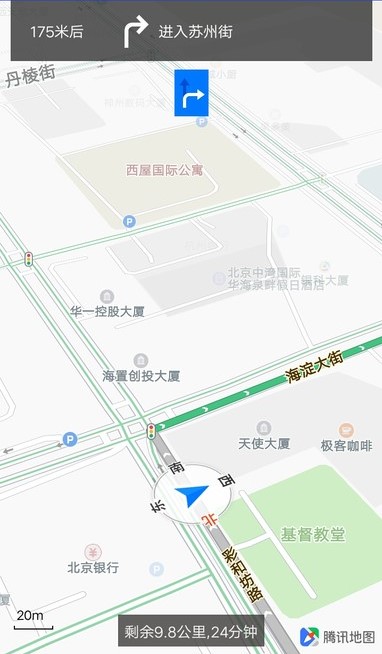 175米后 进入苏州街
丹棱街
西屋国际公寓
P
P
北京中湾国际
华海泉畔假日酒店
华一控股大厦
海置创投大厦
海淀大街
P
天使大厦
极客咖啡
南
东
西
北
基督教堂
彩和坊路
北京银行
P
20m
剩余9.8公里,24分钟
腾讯地图